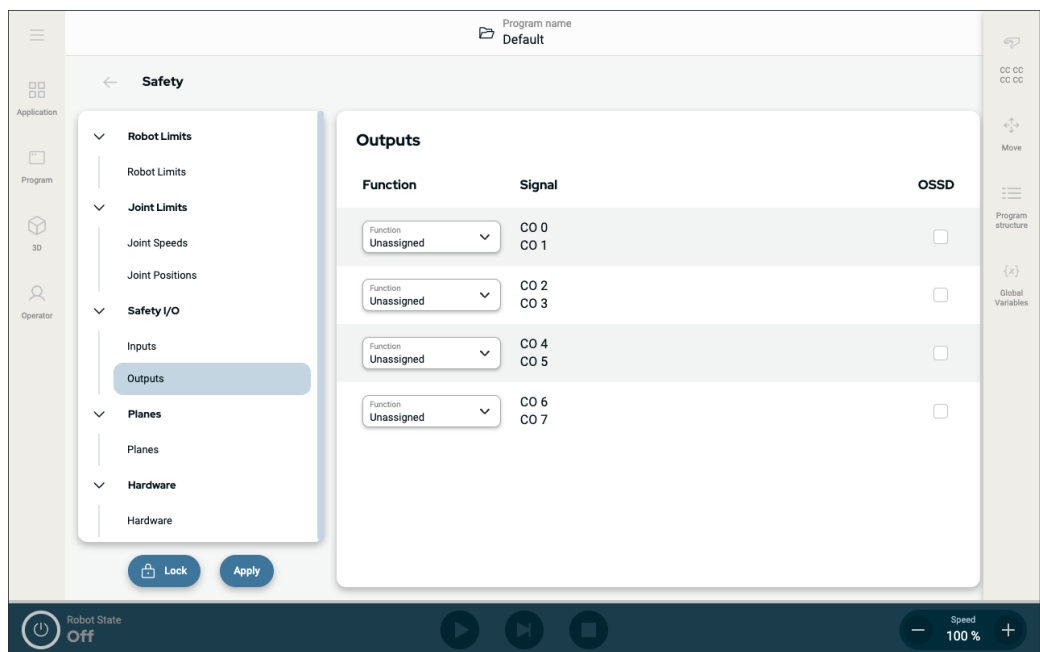 Program name
Default
CC CC
CC CC
Application
Program
3D
Operator
Safety
Robot Limits
Robot Limits
Joint Limits
Joint Speeds
Joint Positions
Safety I/O
Inputs
Outputs
Planes
Planes
Hardware
Hardware
Lock
Apply
Outputs
Function
Signal
OSSD
Function
Unassigned
CO 0
CO 1
Function
Unassigned
CO 2
CO 3
Function
Unassigned
CO 4
CO 5
Function
Unassigned
CO 6
CO 7
Move
Program
structure
{x}
Global
Variables
Robot State
Off
Speed
100 %